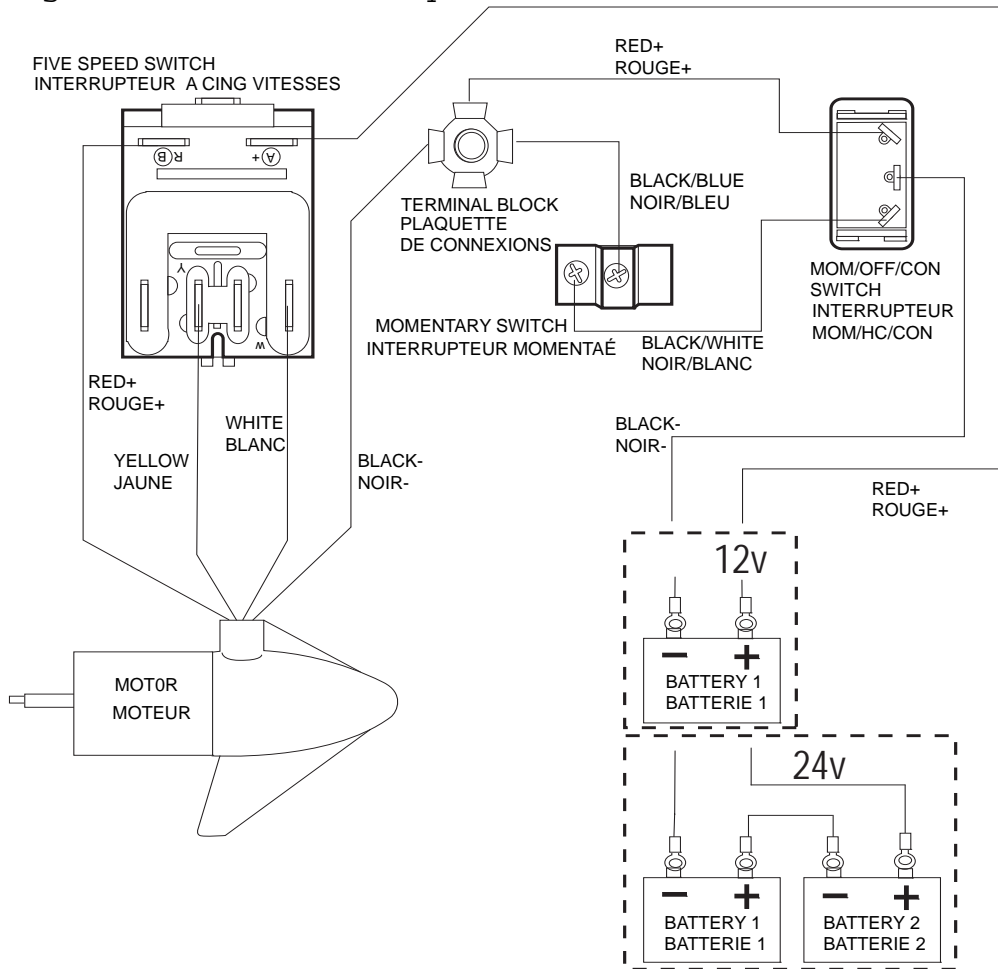 RED+
ROUGE+
FIVE SPEED SWITCH
INTERRUPTEUR A CING VITESSES
R B
A +
Y
W
TERMINAL BLOCK
PLAQUETTE
DE CONNEXIONS
BLACK/BLUE
NOIR/BLEU
MOM/OFF/CON
SWITCH
INTERRUPTEUR
MOM/HC/CON
MOMENTARY SWITCH
INTERRUPTEUR MOMENTAÉ
BLACK/WHITE
NOIR/BLANC
RED+
ROUGE+
WHITE
BLANC
YELLOW
JAUNE
BLACK-
NOIR-
BLACK-
NOIR-
RED+
ROUGE+
12v
MOT0R
MOTEUR
− +
BATTERY 1
BATTERIE 1
24v
− +
BATTERY 1
BATTERIE 1
− +
BATTERY 2
BATTERIE 2